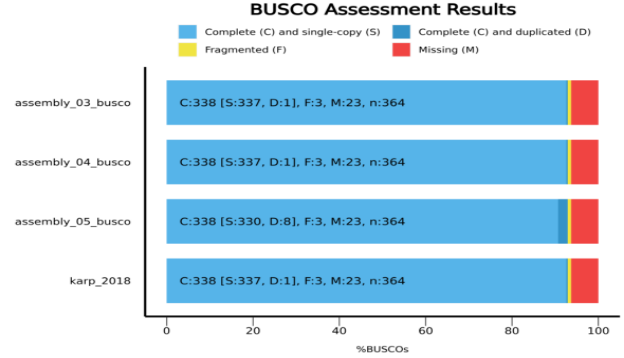 BUSCO Assessment Results
Complete (C) and single-copy (S)
Complete (C) and duplicated (D)
Fragmented (F)
Missing (M)
assembly_03_busco
C:338 [S:337, D:1], F:3, M:23, n:364
assembly_04_busco
C:338 [S:337, D:1], F:3, M:23, n:364
assembly_05_busco
C:338 [S:330, D:8], F:3, M:23, n:364
karp_2018
C:338 [S:337, D:1], F:3, M:23, n:364
0 20 40 60 80 100
%BUSCOs